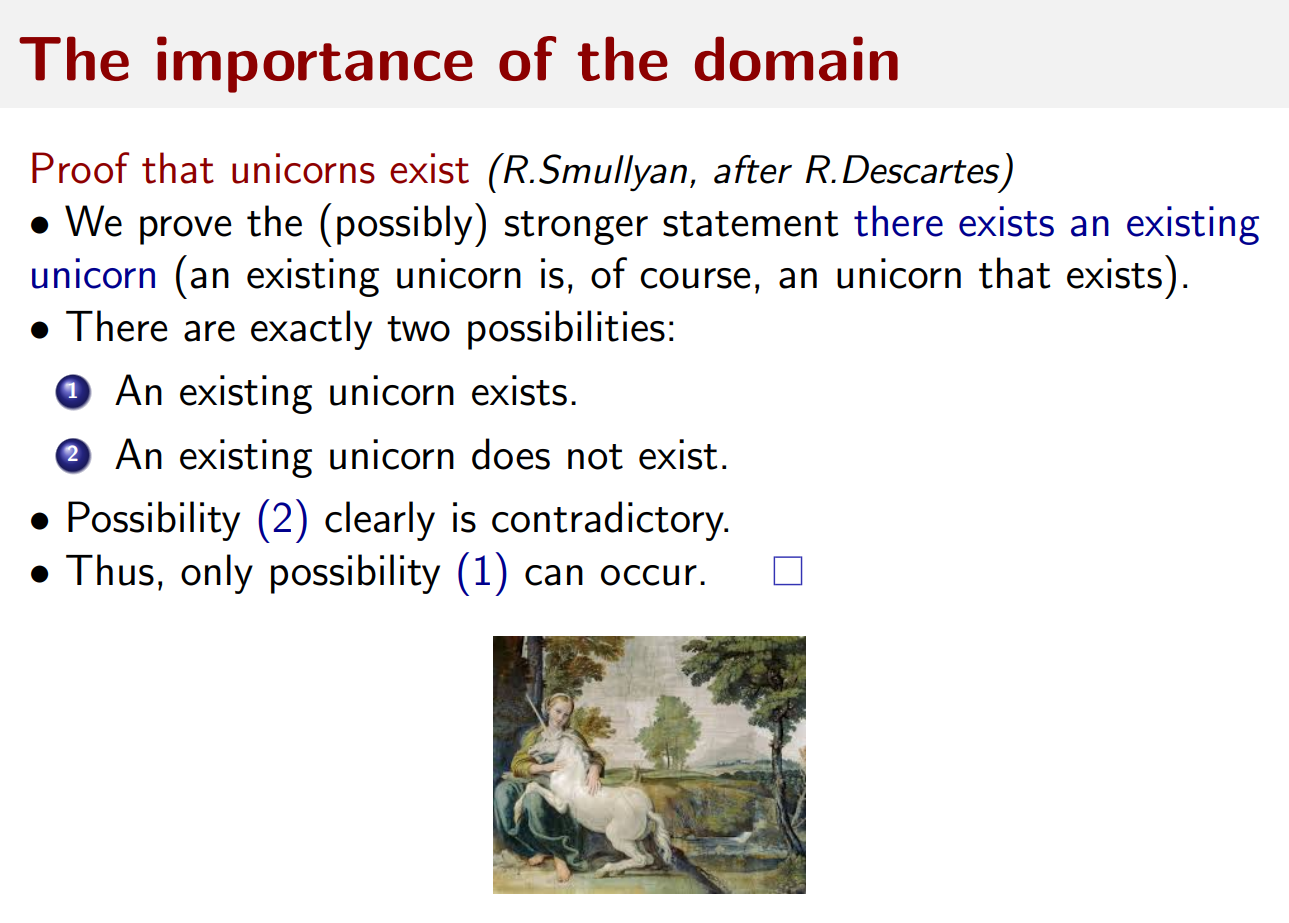 The importance of the domain
Proof that unicorns exist (R.Smullyan, after R.Descartes)
• We prove the (possibly) stronger statement there exists an existing
unicorn (an existing unicorn is, of course, an unicorn that exists).
• There are exactly two possibilities:
1 An existing unicorn exists.
2 An existing unicorn does not exist.
• Possibility (2) clearly is contradictory.
• Thus, only possibility (1) can occur. □